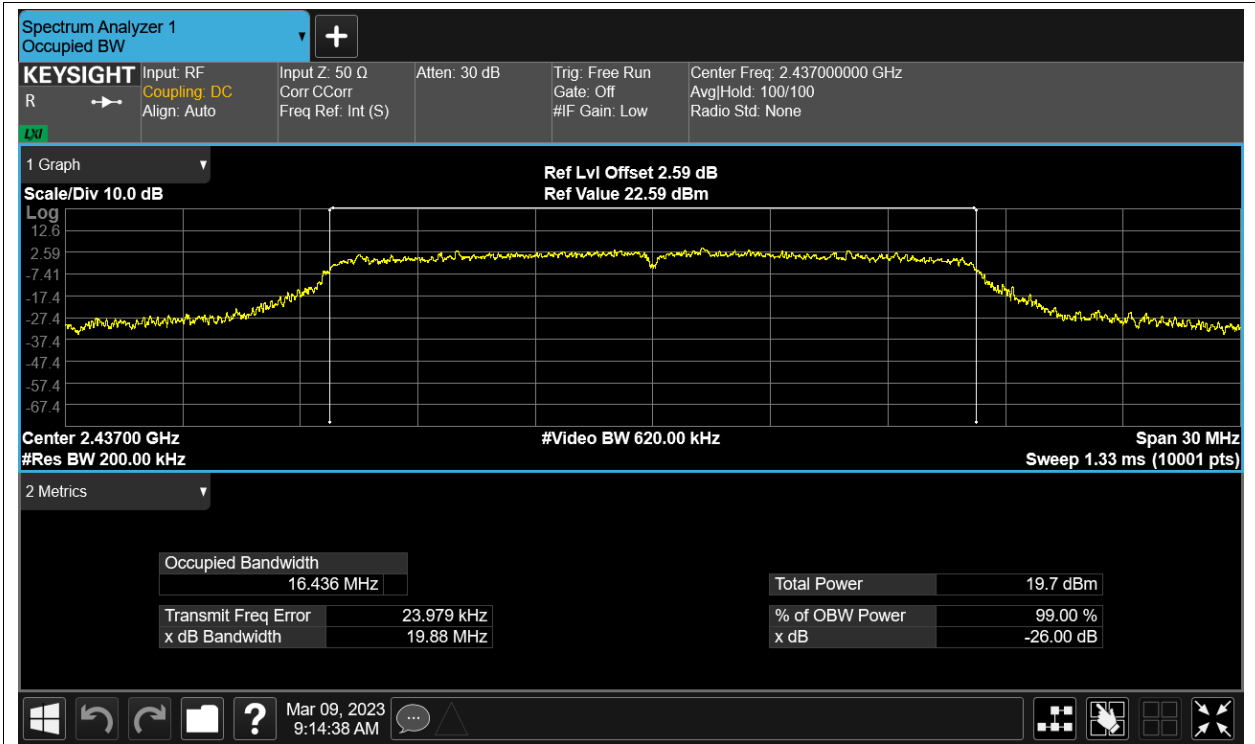 Spectrum Analyzer 1
Occupied BW
KEYSIGHT
R
LXI
Input: RF
Coupling: DC
Align: Auto
Input Z: 50 Ω
Corr CCorr
Freq Ref: Int (S)
Atten: 30 dB
Trig: Free Run
Gate: Off
#IF Gain: Low
Center Freq: 2.437000000 GHz
Avg|Hold: 100/100
Radio Std: None
1 Graph
Scale/Div 10.0 dB
Ref Lvl Offset 2.59 dB
Ref Value 22.59 dBm
Log
12.6
2.59
-7.41
-17.4
-27.4
-37.4
-47.4
-57.4
-67.4
Center 2.43700 GHz
#Res BW 200.00 kHz
#Video BW 620.00 kHz
Span 30 MHz
Sweep 1.33 ms (10001 pts)
2 Metrics
Occupied Bandwidth
16.436 MHz
Transmit Freq Error 23.979 kHz
x dB Bandwidth 19.88 MHz
Total Power 19.7 dBm
% of OBW Power 99.00 %
x dB -26.00 dB
?
Mar 09, 2023
9:14:38 AM